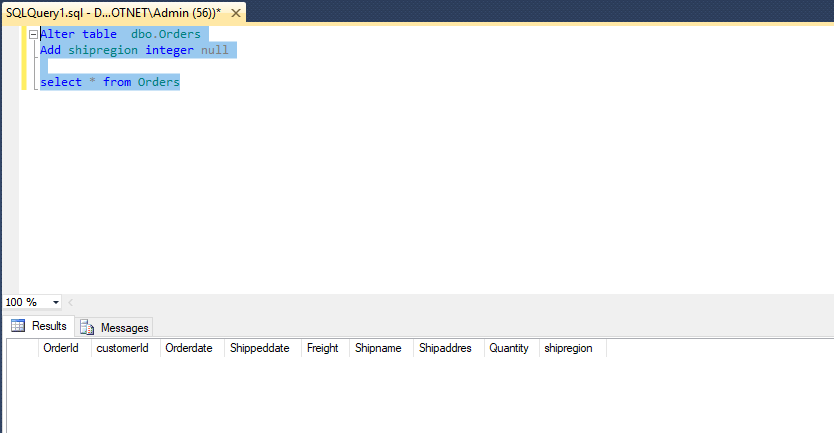 SQLQuery1.sql - D...OTNET\Admin (56))*
Alter table dbo.Orders
Add shipregion integer null
select * from Orders
100 %
Results Messages
OrderId customerId Orderdate Shippeddate Freight Shipname Shipaddres Quantity shipregion